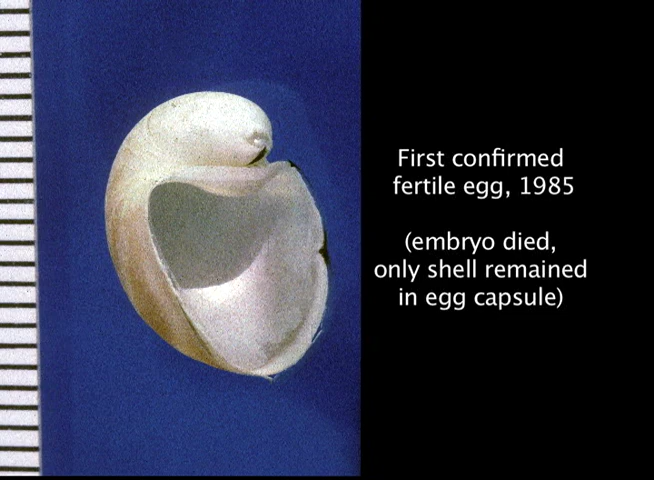 First confirmed
fertile egg, 1985
(embryo died,
only shell remained
in egg capsule)